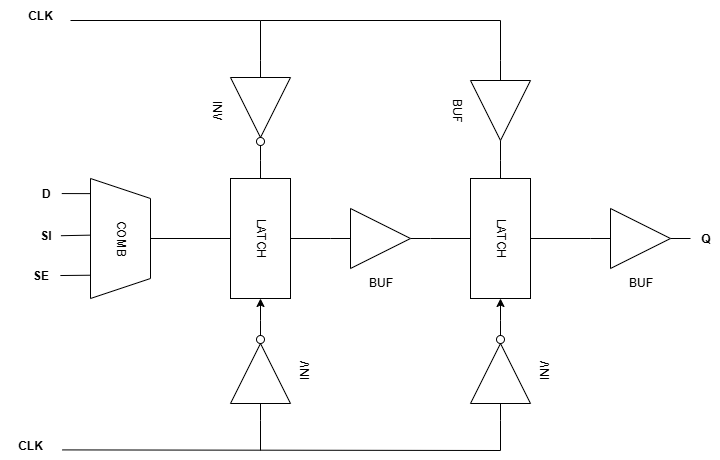 CLK
INV
BUF
D
SI
SE
COMB
LATCH
BUF
LATCH
BUF
Q
INV
INV
CLK